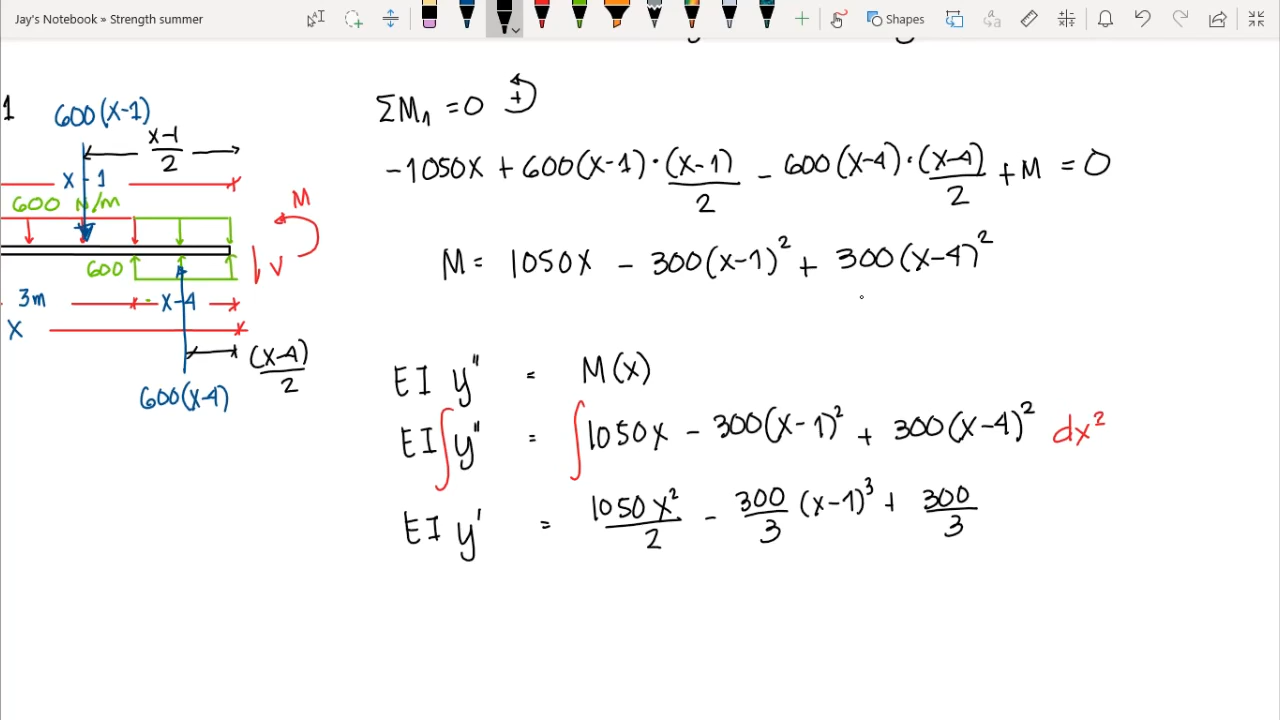 Jay's Notebook » Strength summer
Shapes
1
600(x-1)
x-1/2
x-1
600 N/m
M
600
V
3m
x-4
X
(x-4)/2
600(x-4)
ΣM₁ = 0 +
-1050x + 600(x-1)·(x-1)/2 - 600(x-4)·(x-4)/2 + M = 0
M = 1050x - 300(x-1)² + 300(x-4)²
EI y" = M(x)
EI∫y" = ∫1050x - 300(x-1)² + 300(x-4)² dx²
EI y' = 1050x²/2 - 300/3 (x-1)³ + 300/3